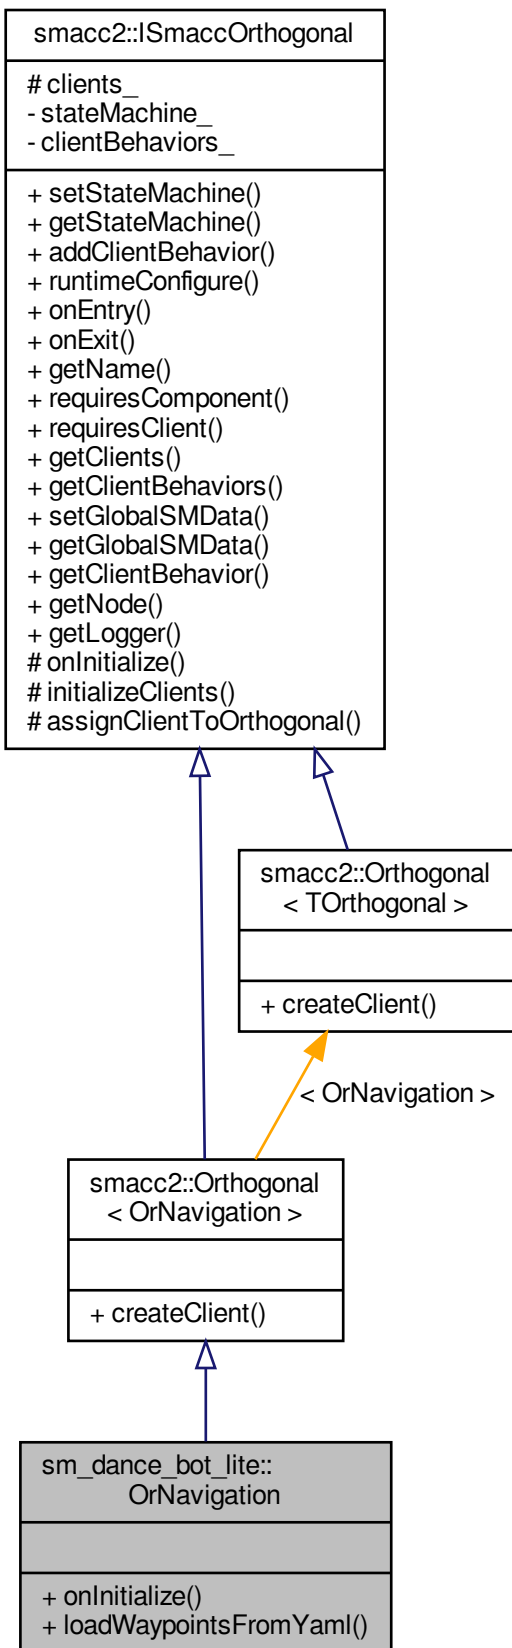 smacc2::ISmaccOrthogonal
# clients_
- stateMachine_
- clientBehaviors_
+ setStateMachine()
+ getStateMachine()
+ addClientBehavior()
+ runtimeConfigure()
+ onEntry()
+ onExit()
+ getName()
+ requiresComponent()
+ requiresClient()
+ getClients()
+ getClientBehaviors()
+ setGlobalSMData()
+ getGlobalSMData()
+ getClientBehavior()
+ getNode()
+ getLogger()
# onInitialize()
# initializeClients()
# assignClientToOrthogonal()
smacc2::Orthogonal
< TOrthogonal >
+ createClient()
< OrNavigation >
smacc2::Orthogonal
< OrNavigation >
+ createClient()
sm_dance_bot_lite::
OrNavigation
+ onInitialize()
+ loadWaypointsFromYaml()